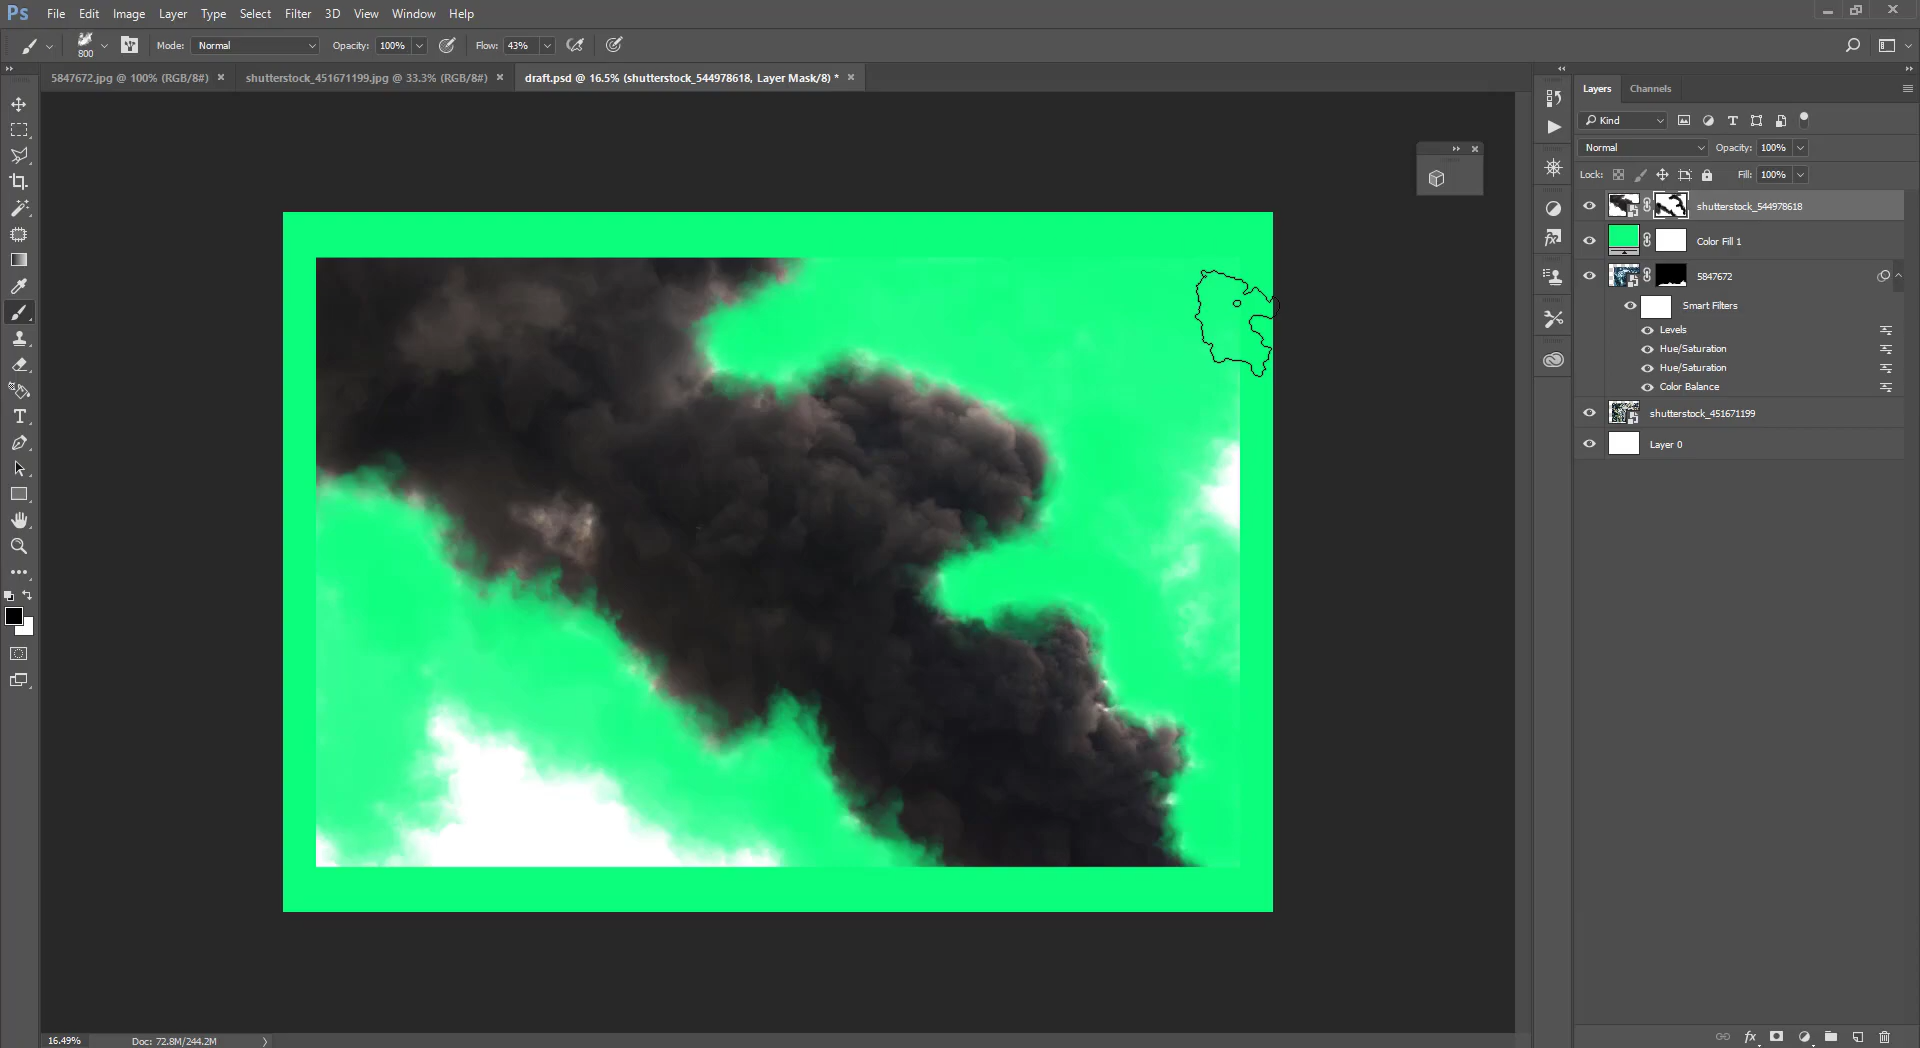 Ps File Edit Image Layer Type Select Filter 3D View Window Help
800 Mode: Normal Opacity: 100% Flow: 43%
5847672.jpg @ 100% (RGB/8#) × shutterstock_451671199.jpg @ 33.3% (RGB/8#) × draft.psd @ 16.5% (shutterstock_544978618, Layer Mask/8) * ×
Layers Channels
Kind
Normal Opacity: 100%
Lock: Fill: 100%
shutterstock_544978618
Color Fill 1
5847672
Smart Filters
Levels
Hue/Saturation
Hue/Saturation
Color Balance
shutterstock_451671199
Layer 0
16.49% Doc: 72.8M/244.2M